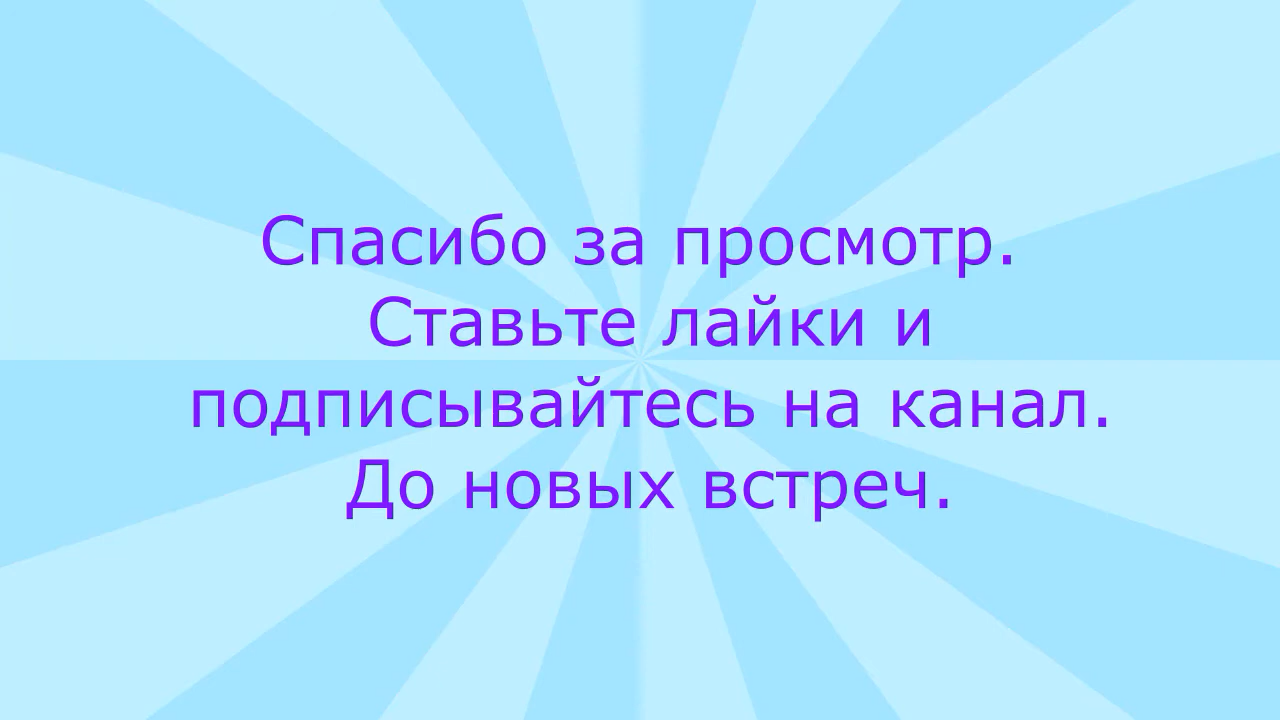 Спасибо за просмотр.
Ставьте лайки и
подписывайтесь на канал.
До новых встреч.